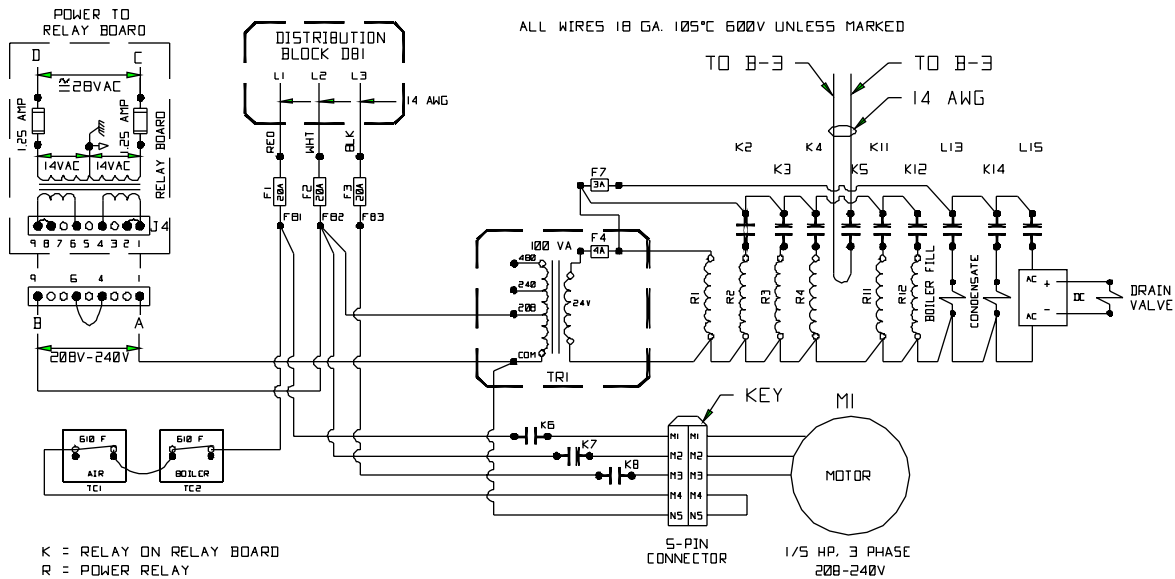 POWER TO
RELAY BOARD
D
C
≅28VAC
1.25 AMP
1.25 AMP
14VAC
14VAC
RELAY BOARD
J4
9 8 7 6 5 4 3 2 1
9 6 4 1
B
A
208V-240V
DISTRIBUTION
BLOCK DB1
L1
L2
L3
14 AWG
RED
WHT
BLK
F1
20A
F2
20A
F3
20A
FB1
FB2
FB3
ALL WIRES 18 GA. 105°C 600V UNLESS MARKED
TO B-3
TO B-3
14 AWG
K2
K3
K4
K5
K11
K12
L13
K14
L15
F7
3A
F4
4A
100 VA
480
240
208
COM
24V
TR1
R1
R2
R3
R4
R11
R12
BOILER FILL
CONDENSATE
AC
+
DC
AC
-
DRAIN
VALVE
610 F
AIR
TC1
610 F
BOILER
TC2
K6
K7
K8
KEY
M1
N1
N1
M2
M2
M3
M3
M4
M4
N5
N5
MOTOR
5-PIN
CONNECTOR
1/5 HP, 3 PHASE
208-240V
K = RELAY ON RELAY BOARD
R = POWER RELAY